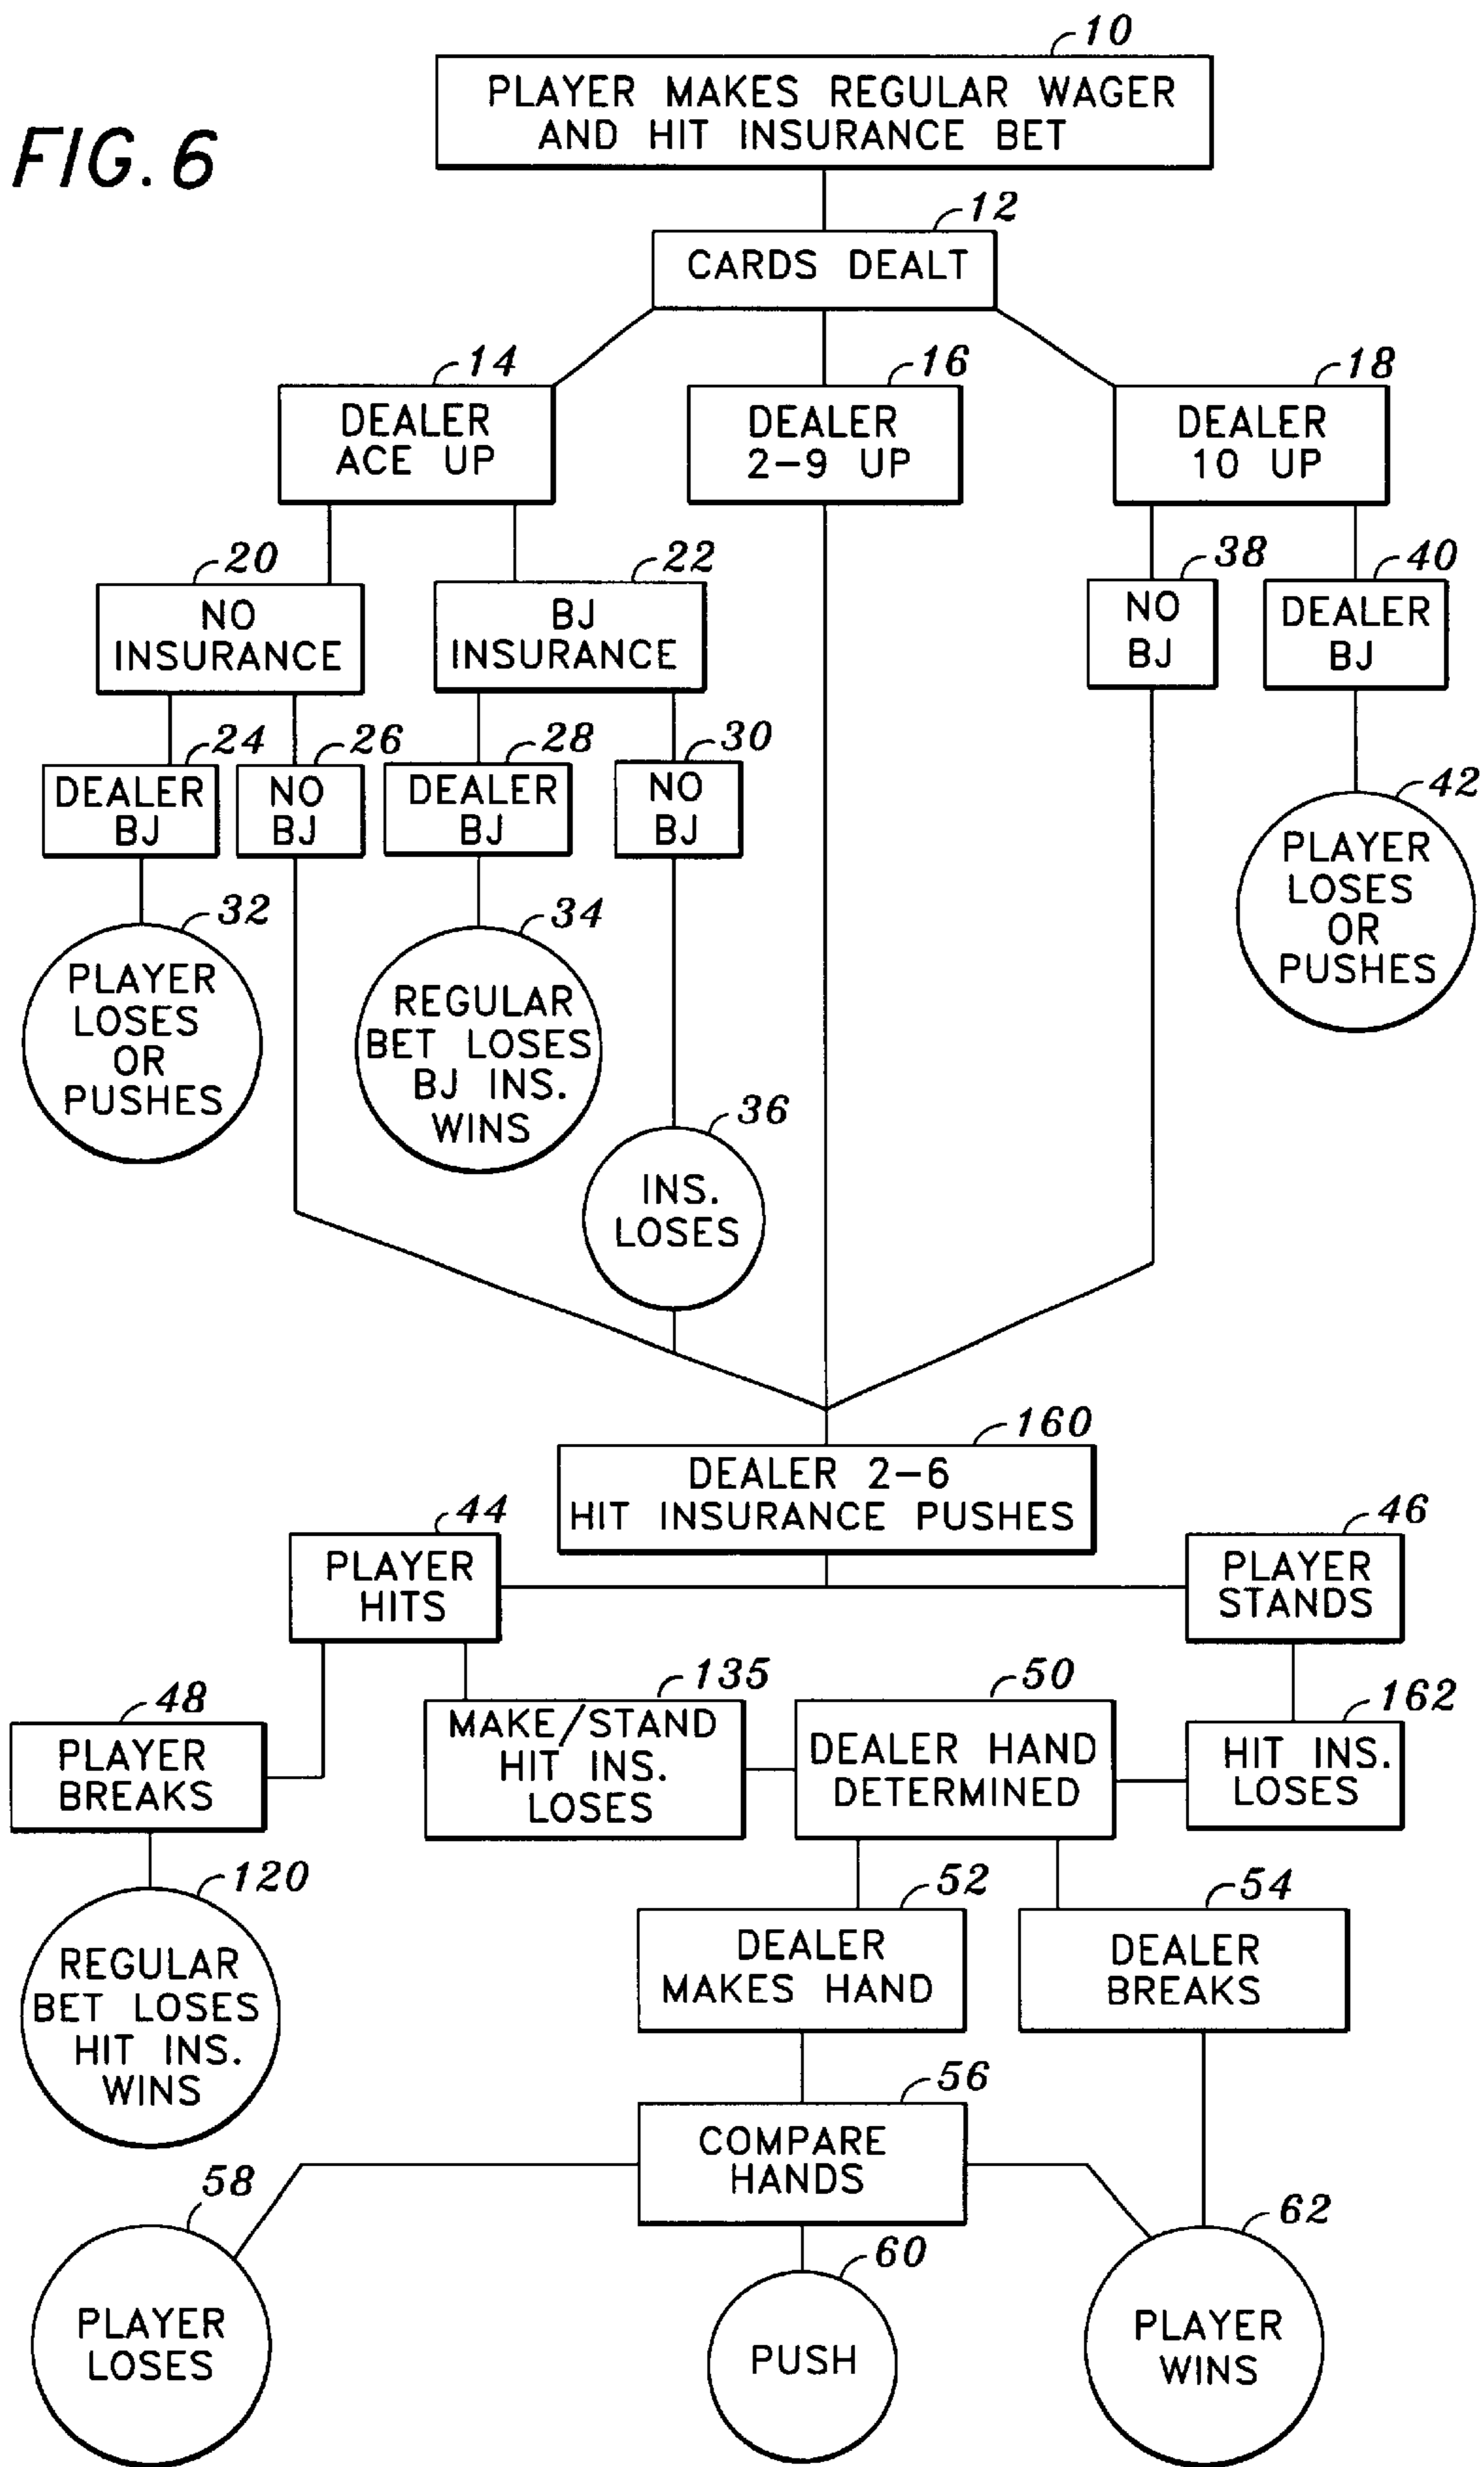 FIG. 6
10
PLAYER MAKES REGULAR WAGER
AND HIT INSURANCE BET
12
CARDS DEALT
14
DEALER
ACE UP
16
DEALER
2-9 UP
18
DEALER
10 UP
20
NO
INSURANCE
22
BJ
INSURANCE
38
NO
BJ
40
DEALER
BJ
24
DEALER
BJ
26
NO
BJ
28
DEALER
BJ
30
NO
BJ
42
PLAYER
LOSES
OR
PUSHES
32
PLAYER
LOSES
OR
PUSHES
34
REGULAR
BET LOSES
BJ INS.
WINS
36
INS.
LOSES
160
DEALER 2-6
HIT INSURANCE PUSHES
44
PLAYER
HITS
46
PLAYER
STANDS
48
PLAYER
BREAKS
135
MAKE/STAND
HIT INS.
LOSES
50
DEALER HAND
DETERMINED
162
HIT INS.
LOSES
120
REGULAR
BET LOSES
HIT INS.
WINS
52
DEALER
MAKES HAND
54
DEALER
BREAKS
56
COMPARE
HANDS
58
PLAYER
LOSES
60
PUSH
62
PLAYER
WINS